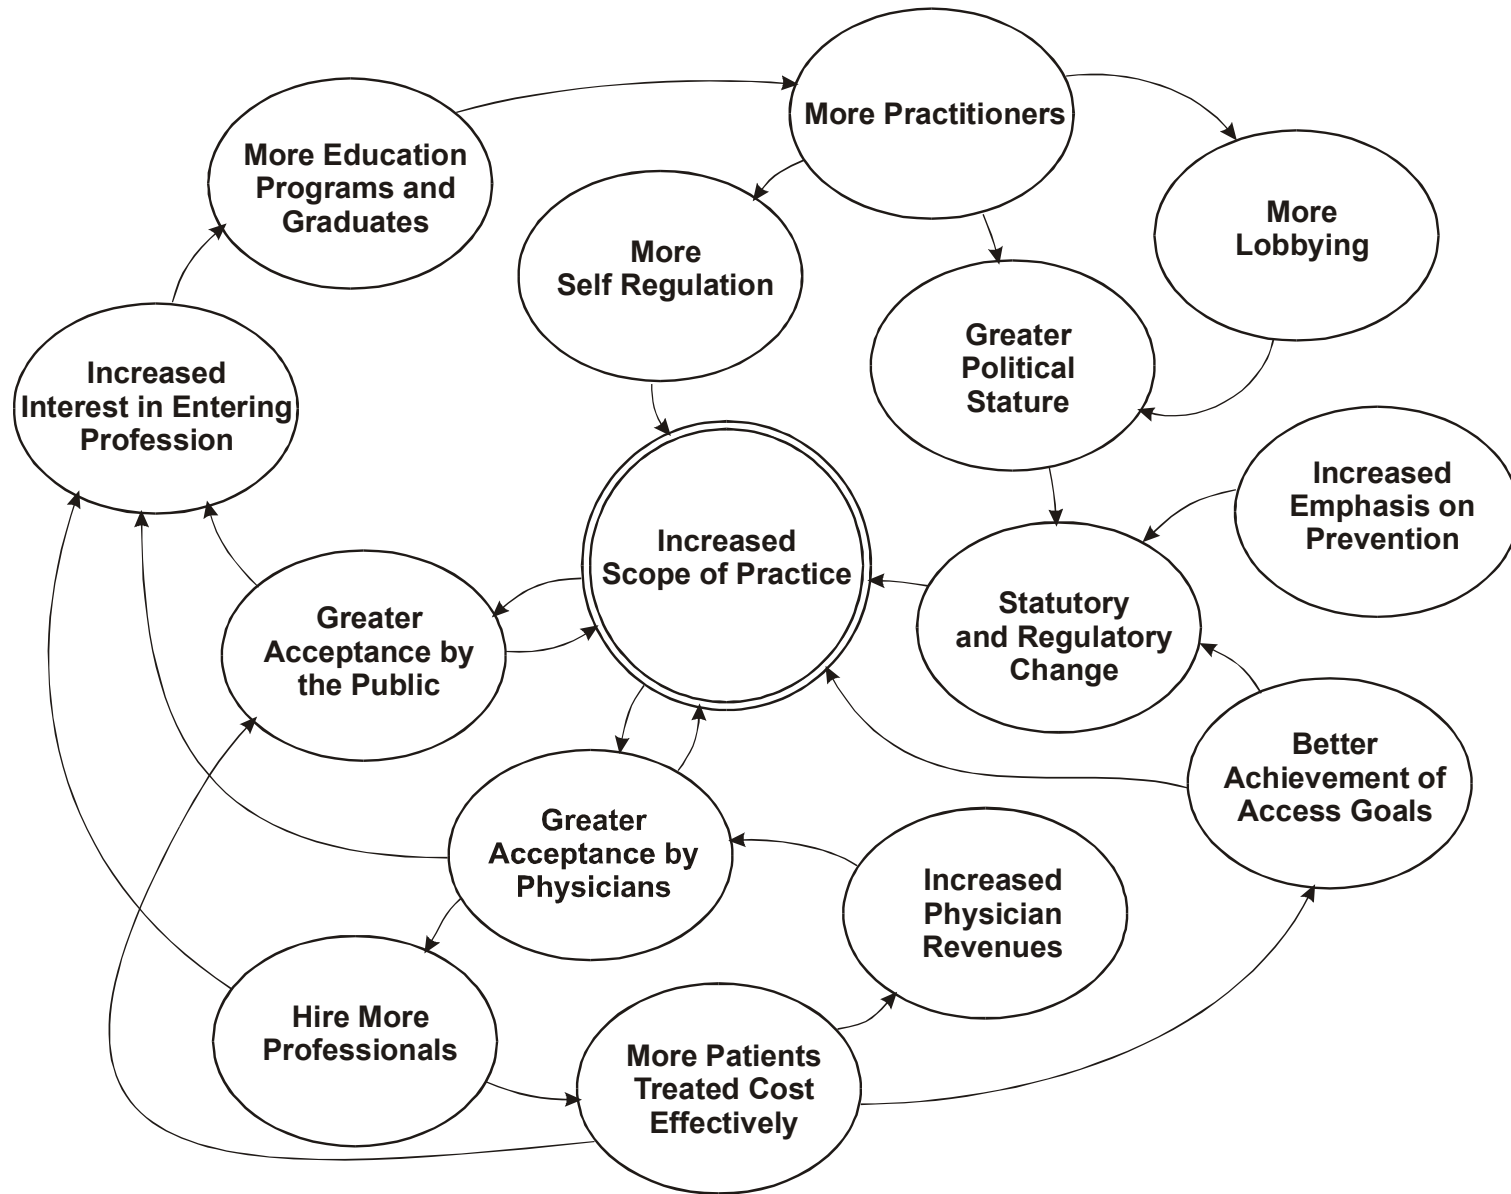 More Practitioners
More Education
Programs and
Graduates
More
Lobbying
More
Self Regulation
Greater
Political
Stature
Increased
Interest in Entering
Profession
Increased
Emphasis on
Prevention
Increased
Scope of Practice
Statutory
and Regulatory
Change
Greater
Acceptance by
the Public
Better
Achievement of
Access Goals
Greater
Acceptance by
Physicians
Increased
Physician
Revenues
Hire More
Professionals
More Patients
Treated Cost
Effectively